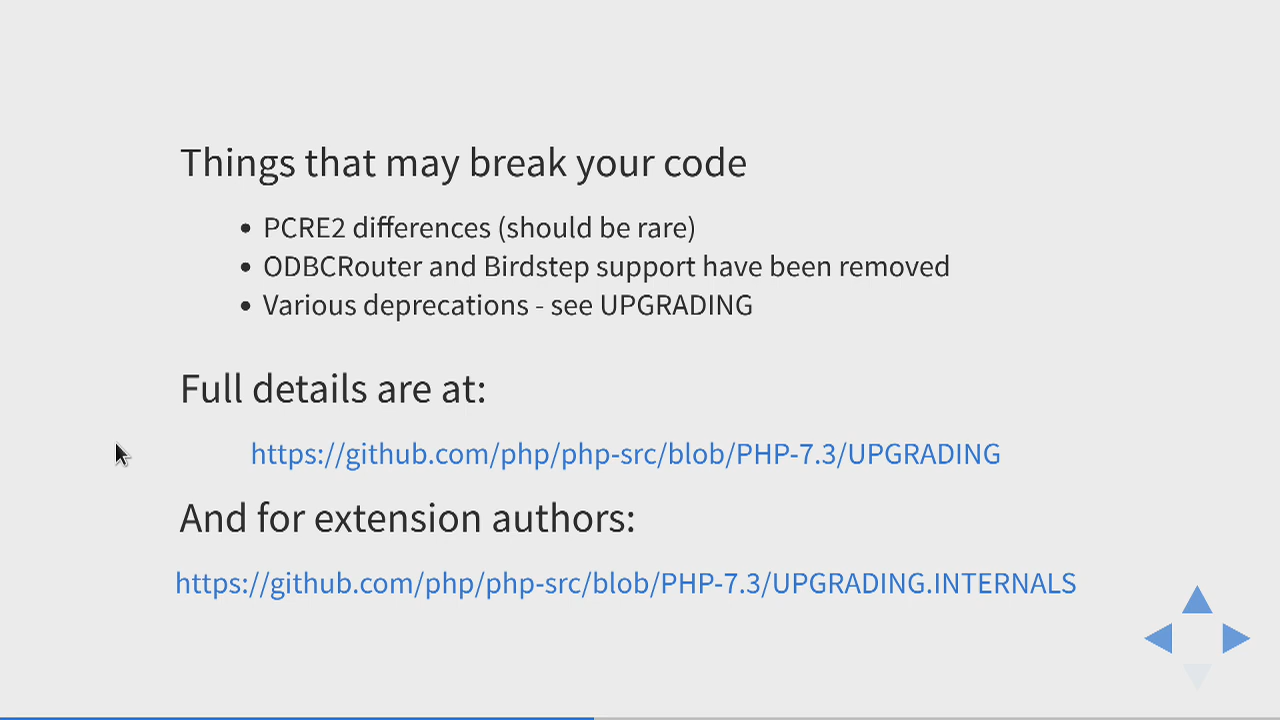 Things that may break your code
• PCRE2 differences (should be rare)
• ODBCRouter and Birdstep support have been removed
• Various deprecations - see UPGRADING
Full details are at:
https://github.com/php/php-src/blob/PHP-7.3/UPGRADING
And for extension authors:
https://github.com/php/php-src/blob/PHP-7.3/UPGRADING.INTERNALS